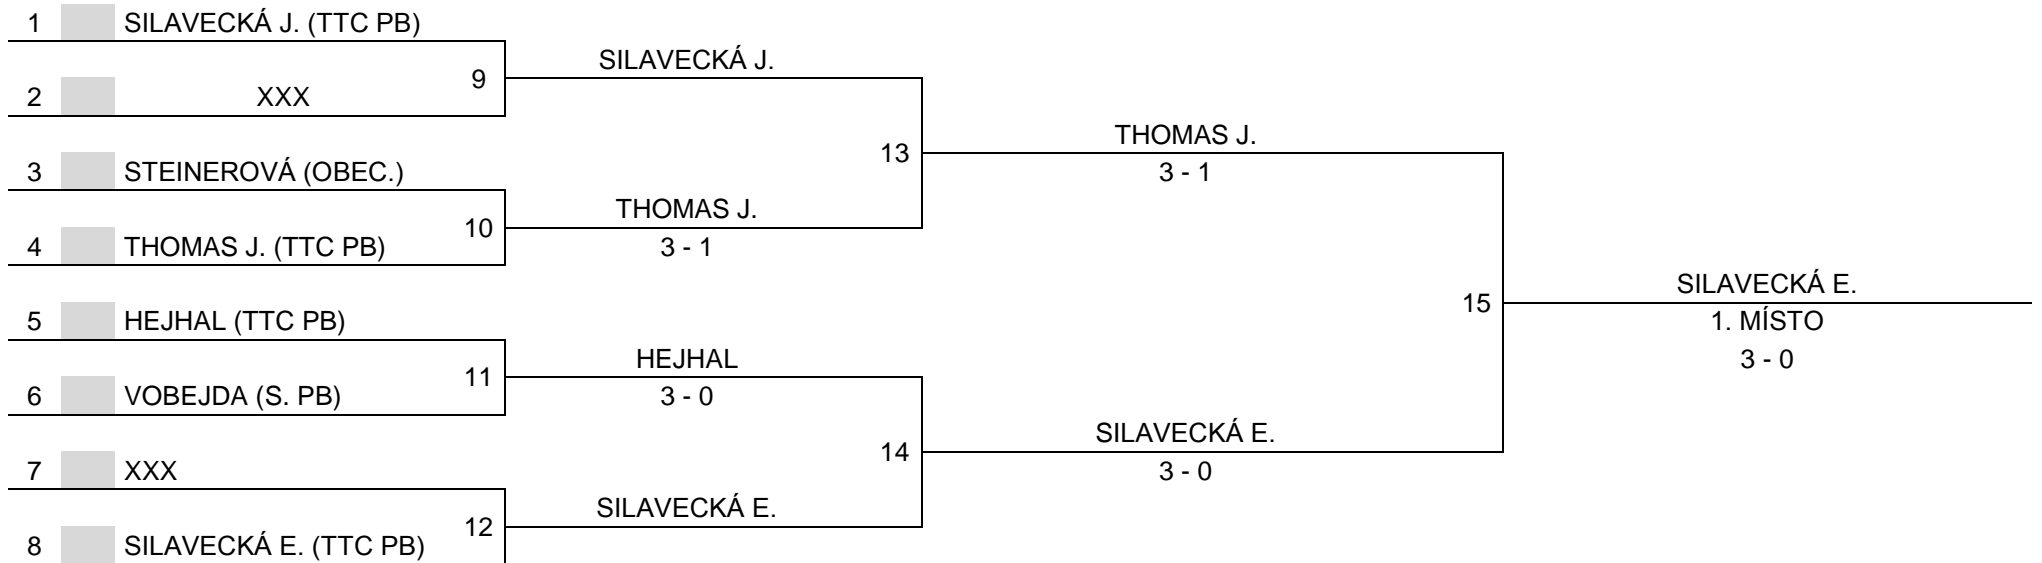 1 SILAVECKÁ J. (TTC PB)
SILAVECKÁ J.
9
2 XXX
THOMAS J.
13
3 STEINEROVÁ (OBEC.)
3 - 1
THOMAS J.
10
4 THOMAS J. (TTC PB)
3 - 1
SILAVECKÁ E.
15
5 HEJHAL (TTC PB)
1. MÍSTO
HEJHAL
3 - 0
11
6 VOBEJDA (S. PB)
3 - 0
SILAVECKÁ E.
14
7 XXX
3 - 0
SILAVECKÁ E.
12
8 SILAVECKÁ E. (TTC PB)